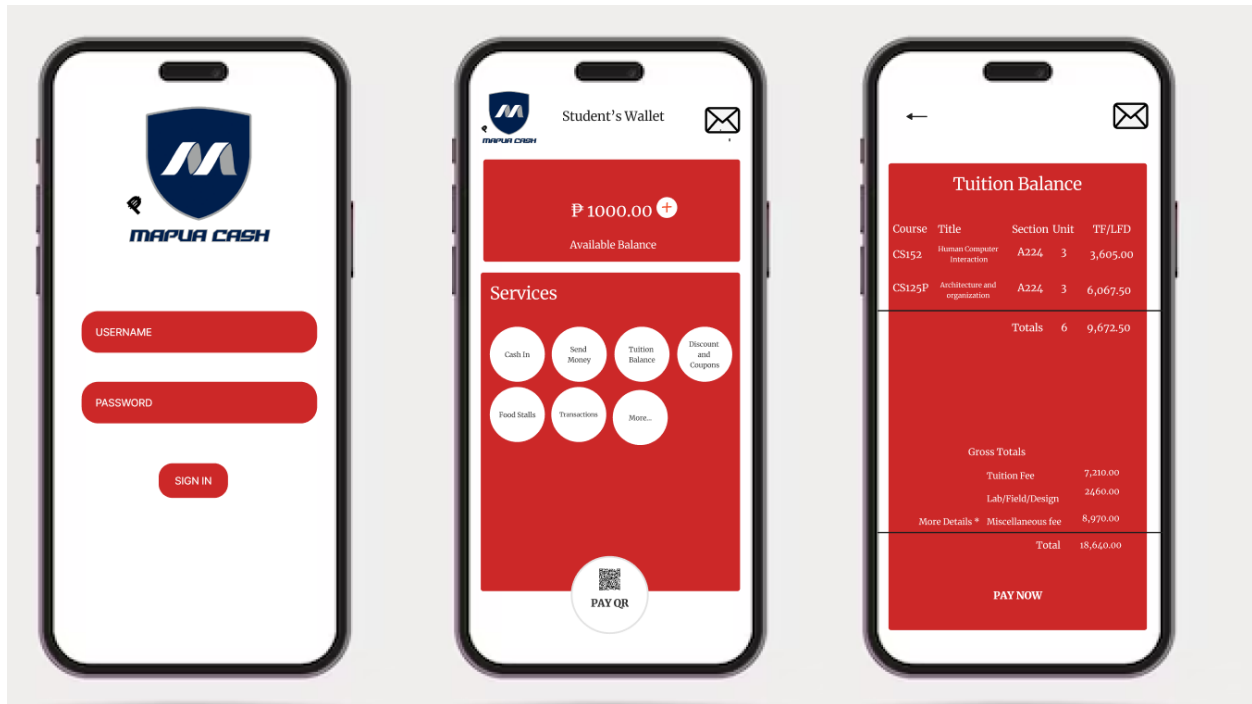 MAPUA CASH
USERNAME
PASSWORD
SIGN IN
MAPUA CASH
Student's Wallet
₱ 1000.00 +
Available Balance
Services
Cash In
Send
Money
Tuition
Balance
Discount
and
Coupons
Food Stalls
Transactions
More...
PAY QR
Tuition Balance
Course Title Section Unit TF/LFD
CS152 Human Computer Interaction A224 3 3,605.00
CS125P Architecture and organization A224 3 6,067.50
Totals 6 9,672.50
Gross Totals
Tuition Fee 7,210.00
Lab/Field/Design 2460.00
More Details * Miscellaneous fee 8,970.00
Total 18,640.00
PAY NOW